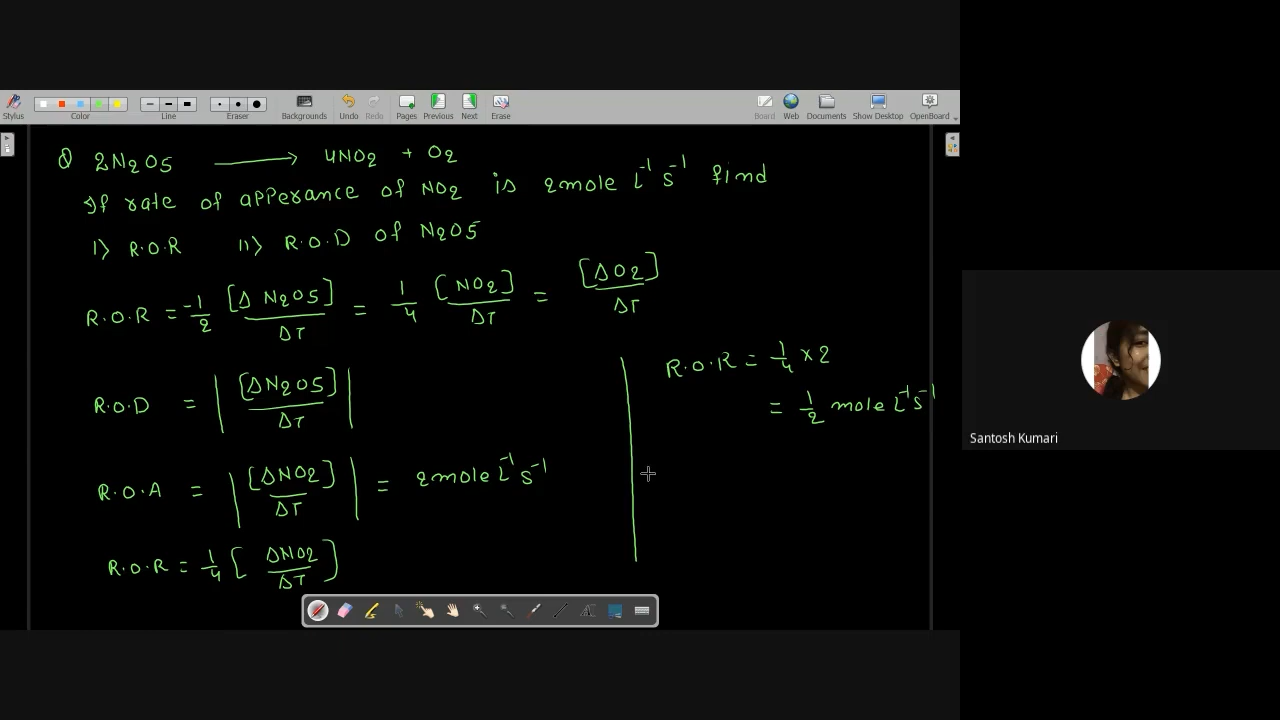 Stylus Color Line Eraser Backgrounds Undo Redo Pages Previous Next Erase Board Web Documents Show Desktop OpenBoard
Q 2N2O5 ⟶ 4NO2 + O2
If rate of apperance of NO2 is 2mole L⁻¹ S⁻¹ find
I) R.O.R II) R.O.D of N2O5
R.O.R = -1/2 [Δ N2O5]/ΔT = 1/4 [NO2]/ΔT = [ΔO2]/ΔT
R.O.D = |[ΔN2O5]/ΔT|
R.O.A = |[ΔNO2]/ΔT| = 2mole L⁻¹ S⁻¹
R.O.R = 1/4 [ΔNO2/ΔT]
R.O.R = 1/4 × 2
= 1/2 mole L⁻¹ S⁻¹
Santosh Kumari